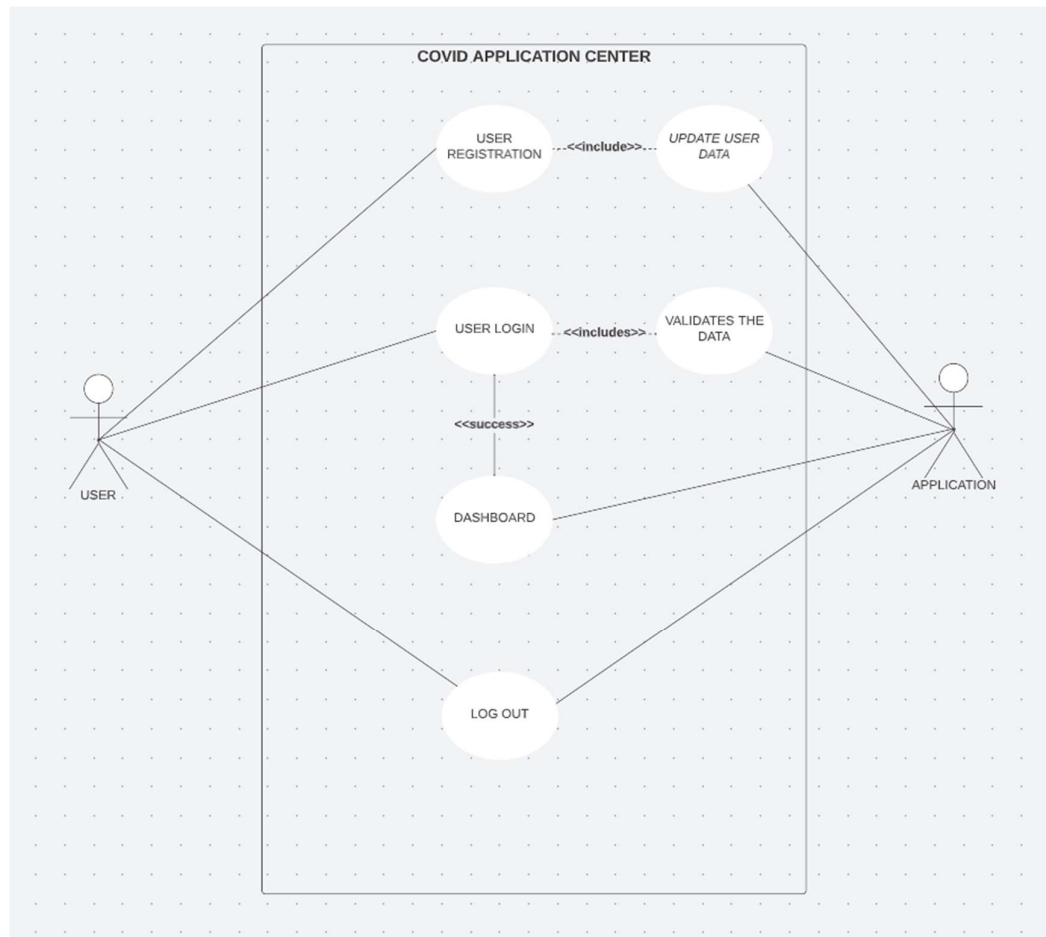 COVID APPLICATION CENTER
USER
REGISTRATION
<<include>>
UPDATE USER
DATA
USER LOGIN
<<includes>>
VALIDATES THE
DATA
<<success>>
USER
APPLICATION
DASHBOARD
LOG OUT